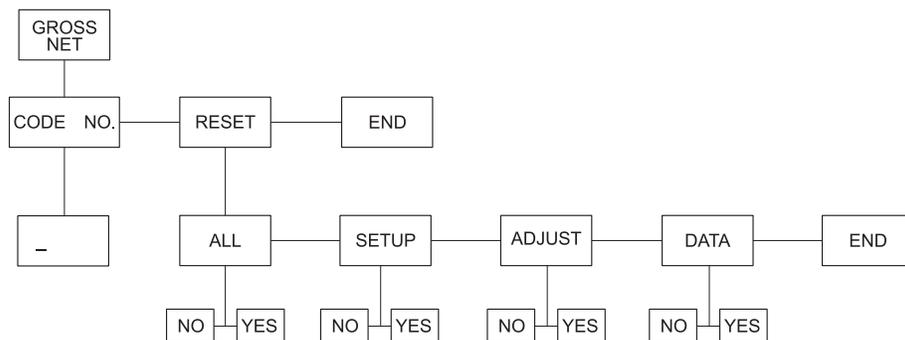 GROSS
NET
CODE NO.
RESET
END
_
ALL
SETUP
ADJUST
DATA
END
NO YES
NO YES
NO YES
NO YES